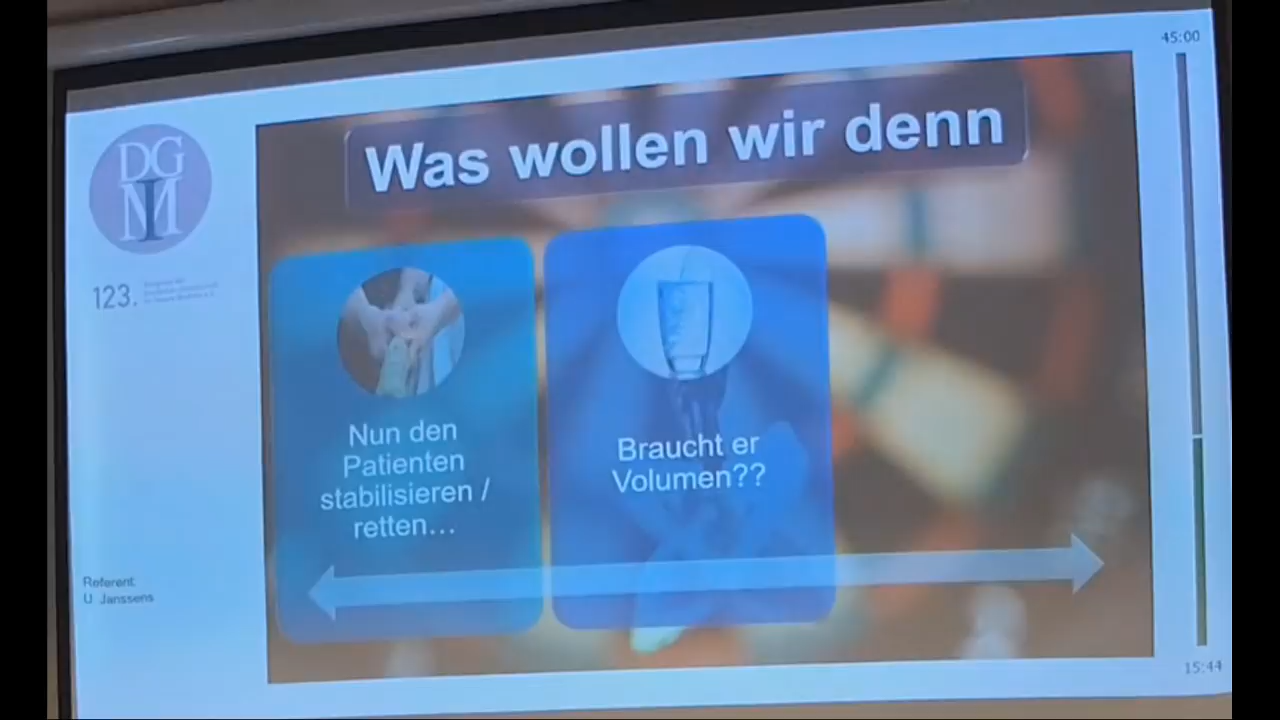 45:00
Was wollen wir denn
DG
IM
123.
Nun den
Patienten
stabilisieren /
retten...
Braucht er
Volumen??
Referent
U Janssens
15:44